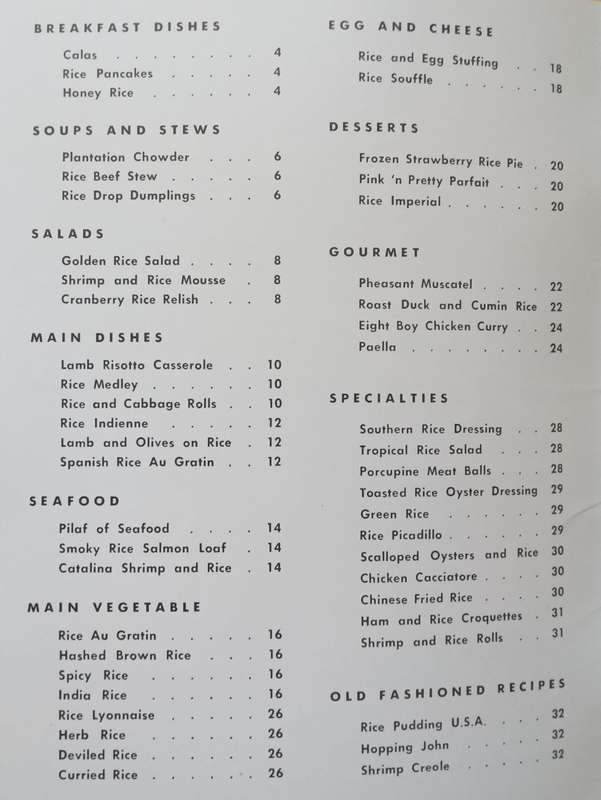 BREAKFAST DISHES
Calas . . . . . . . . 4
Rice Pancakes . . . . . 4
Honey Rice . . . . . . 4
SOUPS AND STEWS
Plantation Chowder . . . 6
Rice Beef Stew . . . . . 6
Rice Drop Dumplings . . . 6
SALADS
Golden Rice Salad . . . . 8
Shrimp and Rice Mousse . 8
Cranberry Rice Relish . . . 8
MAIN DISHES
Lamb Risotto Casserole . . 10
Rice Medley . . . . . . 10
Rice and Cabbage Rolls . . 10
Rice Indienne . . . . . 12
Lamb and Olives on Rice . 12
Spanish Rice Au Gratin . . 12
SEAFOOD
Pilaf of Seafood . . . . 14
Smoky Rice Salmon Loaf . 14
Catalina Shrimp and Rice . 14
MAIN VEGETABLE
Rice Au Gratin . . . . . 16
Hashed Brown Rice . . . 16
Spicy Rice . . . . . . 16
India Rice . . . . . . 16
Rice Lyonnaise . . . . . 26
Herb Rice . . . . . . 26
Deviled Rice . . . . . . 26
Curried Rice . . . . . . 26
EGG AND CHEESE
Rice and Egg Stuffing . . 18
Rice Souffle . . . . . . 18
DESSERTS
Frozen Strawberry Rice Pie . 20
Pink 'n Pretty Parfait . . . 20
Rice Imperial . . . . . . 20
GOURMET
Pheasant Muscatel . . . . 22
Roast Duck and Cumin Rice 22
Eight Boy Chicken Curry . . 24
Paella . . . . . . . . 24
SPECIALTIES
Southern Rice Dressing . . 28
Tropical Rice Salad . . . 28
Porcupine Meat Balls . . . 28
Toasted Rice Oyster Dressing 29
Green Rice . . . . . . 29
Rice Picadillo . . . . . . 29
Scalloped Oysters and Rice 30
Chicken Cacciatore . . . . 30
Chinese Fried Rice . . . . 30
Ham and Rice Croquettes . 31
Shrimp and Rice Rolls . . 31
OLD FASHIONED RECIPES
Rice Pudding U.S.A. . . . 32
Hopping John . . . . . 32
Shrimp Creole . . . . . 32